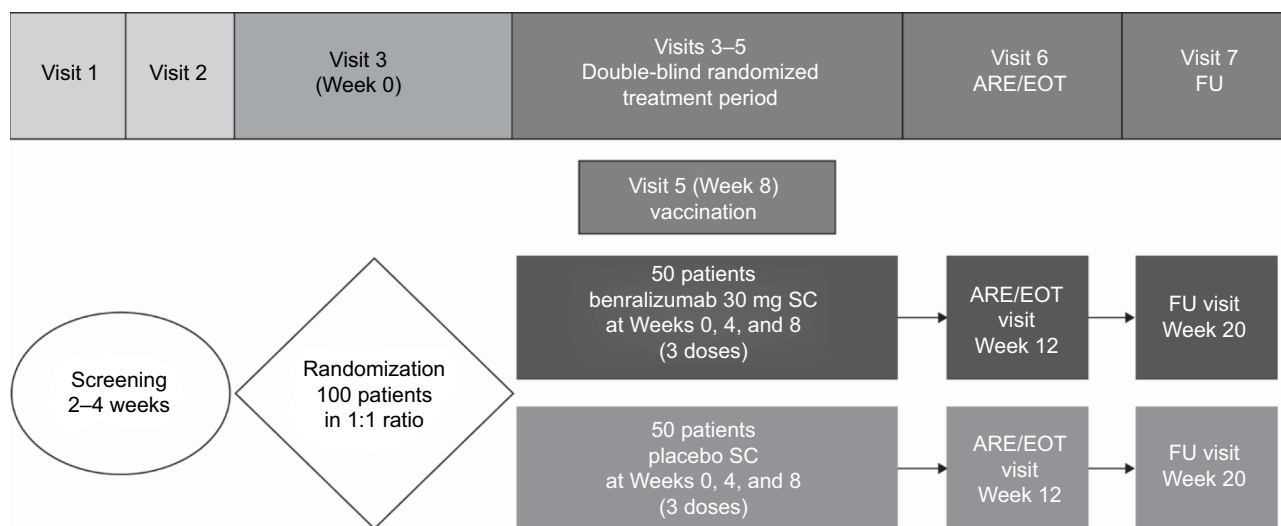 Visit 1
Visit 2
Visit 3
(Week 0)
Visits 3–5
Double-blind randomized
treatment period
Visit 6
ARE/EOT
Visit 7
FU
Visit 5 (Week 8)
vaccination
Screening
2–4 weeks
Randomization
100 patients
in 1:1 ratio
50 patients
benralizumab 30 mg SC
at Weeks 0, 4, and 8
(3 doses)
ARE/EOT
visit
Week 12
FU visit
Week 20
50 patients
placebo SC
at Weeks 0, 4, and 8
(3 doses)
ARE/EOT
visit
Week 12
FU visit
Week 20